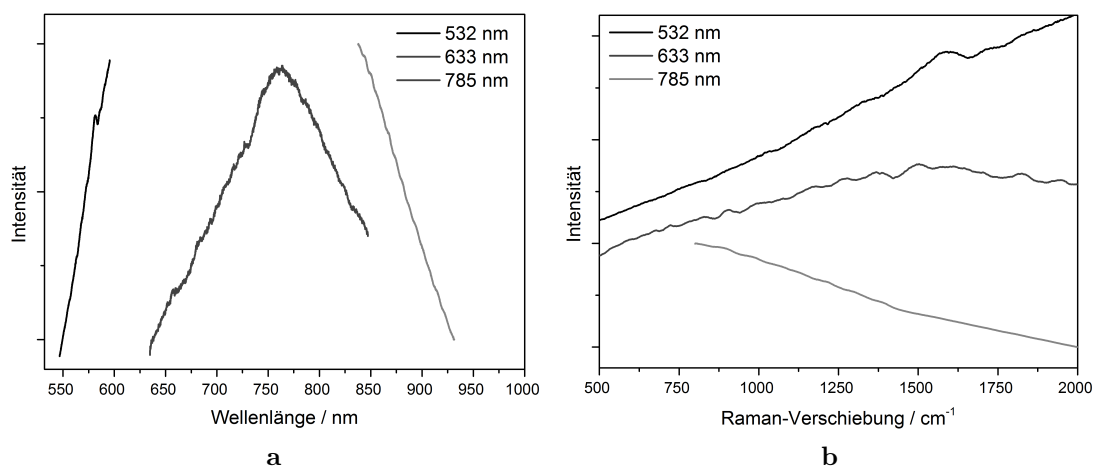 532 nm
633 nm
785 nm
Intensität
550 600 650 700 750 800 850 900 950 1000
Wellenlänge / nm
a
532 nm
633 nm
785 nm
Intensität
500 750 1000 1250 1500 1750 2000
Raman-Verschiebung / cm⁻¹
b